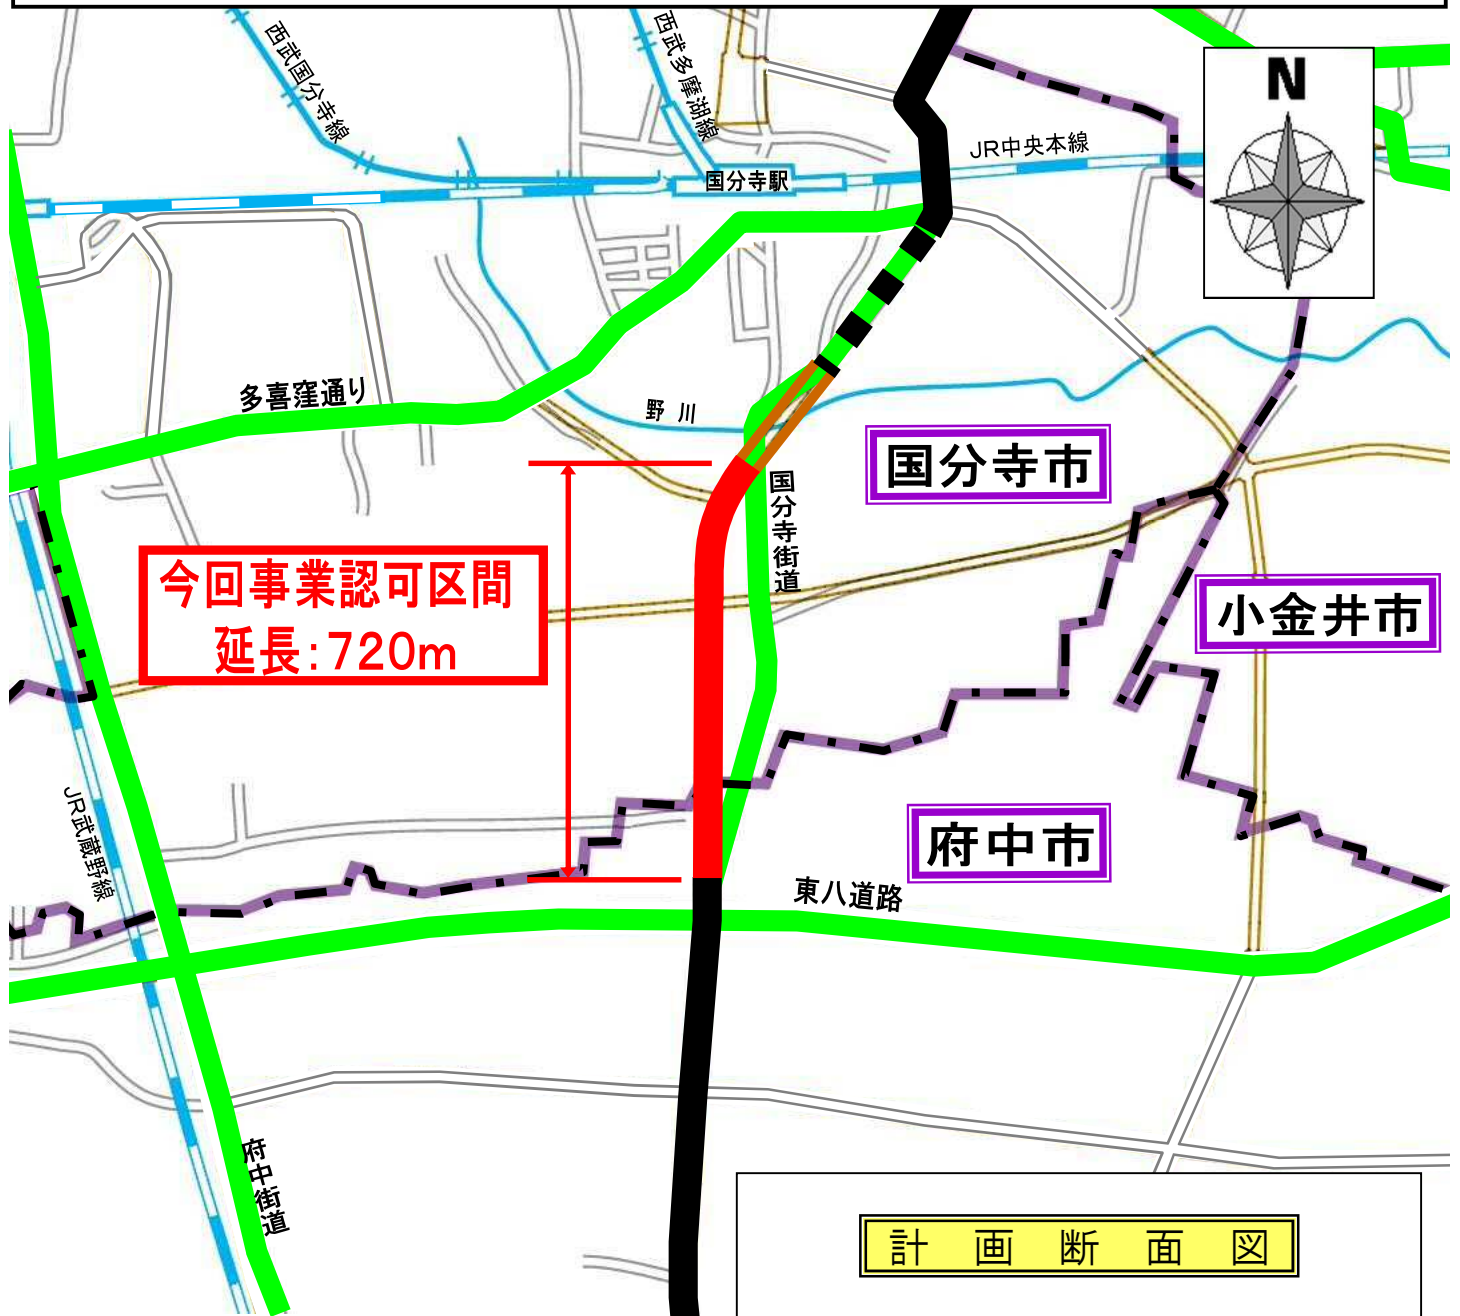 西武国分寺線
西武多摩湖線
N
JR中央本線
国分寺駅
多喜窪通り
野川
国分寺市
国分寺街道
今回事業認可区間
延長:720m
小金井市
JR武蔵野線
府中市
東八道路
府中街道
計画断面図